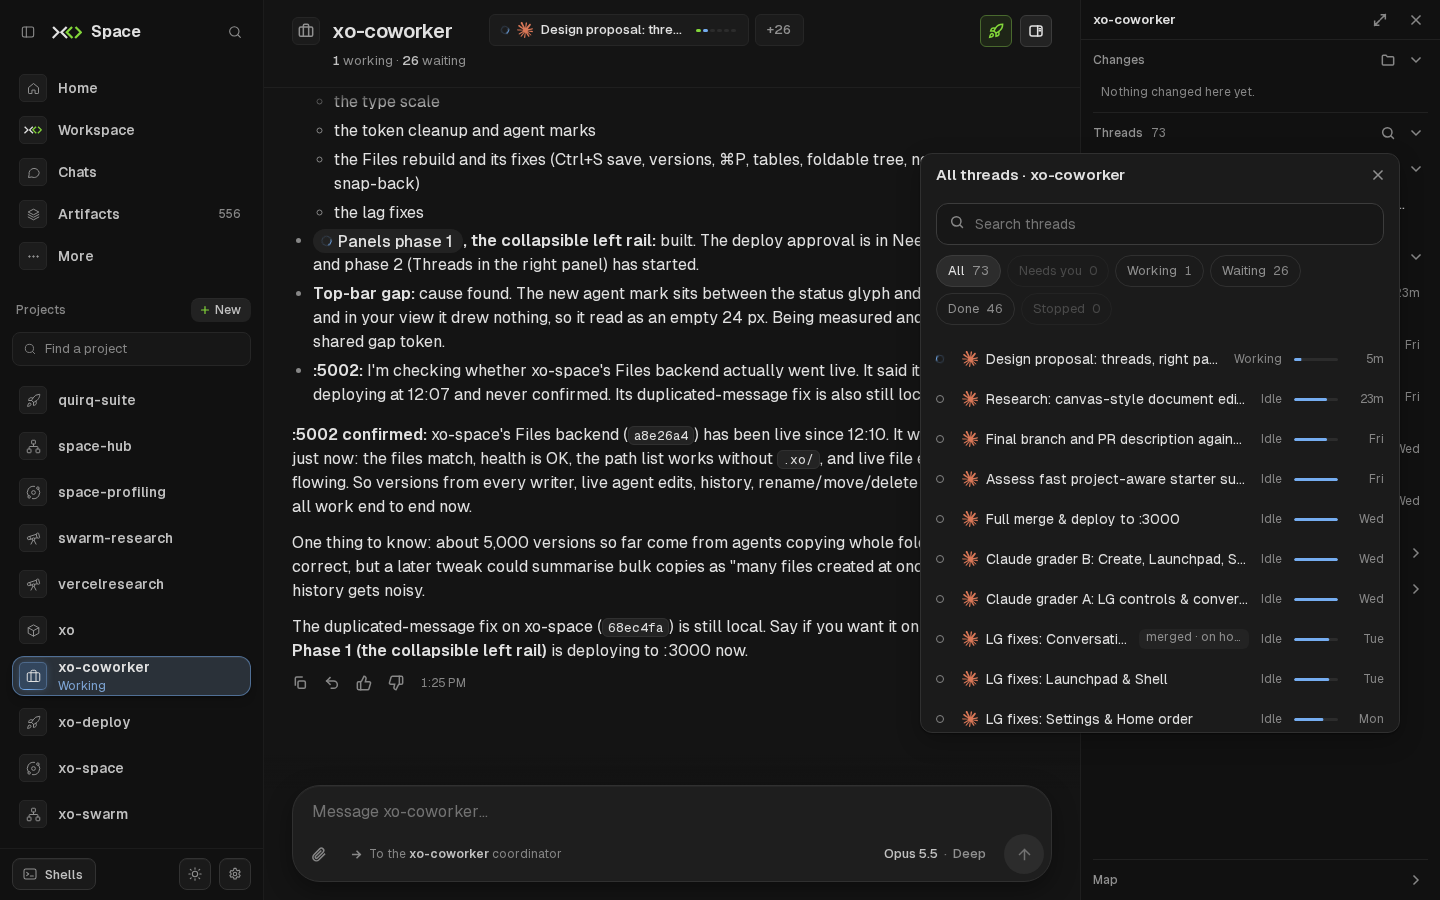 Space
Home
Workspace
Chats
Artifacts 556
More
Projects
+ New
Find a project
quirq-suite
space-hub
space-profiling
swarm-research
vercelresearch
xo
xo-coworker
Working
xo-deploy
xo-space
xo-swarm
Shells
xo-coworker
1 working · 26 waiting
Design proposal: thre...
+26
the type scale
the token cleanup and agent marks
the Files rebuild and its fixes (Ctrl+S save, versions, ⌘P, tables, foldable tree,
snap-back)
the lag fixes
Panels phase 1 , the collapsible left rail: built. The deploy approval is in
and phase 2 (Threads in the right panel) has started.
Top-bar gap: cause found. The new agent mark sits between the status glyph and
and in your view it drew nothing, so it read as an empty 24 px. Being measured and
shared gap token.
:5002: I'm checking whether xo-space's Files backend actually went live. It said it
deploying at 12:07 and never confirmed. Its duplicated-message fix is also still
:5002 confirmed: xo-space's Files backend (a8e26a4) has been live since 12:10. It
just now: the files match, health is OK, the path list works without .xo/, and live file
flowing. So versions from every writer, live agent edits, history, rename/move/delete
all work end to end now.
One thing to know: about 5,000 versions so far come from agents copying whole
correct, but a later tweak could summarise bulk copies as "many files created at
history gets noisy.
The duplicated-message fix on xo-space (68ec4fa) is still local. Say if you want it on
Phase 1 (the collapsible left rail) is deploying to :3000 now.
1:25 PM
Message xo-coworker...
To the xo-coworker coordinator
Opus 5.5 · Deep
xo-coworker
Changes
Nothing changed here yet.
Threads 73
All threads · xo-coworker
Search threads
All 73
Needs you 0
Working 1
Waiting 26
Done 46
Stopped 0
Design proposal: threads, right pa... Working 5m
Research: canvas-style document edi... Idle 23m
Final branch and PR description again... Idle Fri
Assess fast project-aware starter su... Idle Fri
Full merge & deploy to :3000 Idle Wed
Claude grader B: Create, Launchpad, S... Idle Wed
Claude grader A: LG controls & conver... Idle Wed
LG fixes: Conversati... merged · on ho... Idle Tue
LG fixes: Launchpad & Shell Idle Tue
LG fixes: Settings & Home order Idle Mon
Fri
Fri
Map